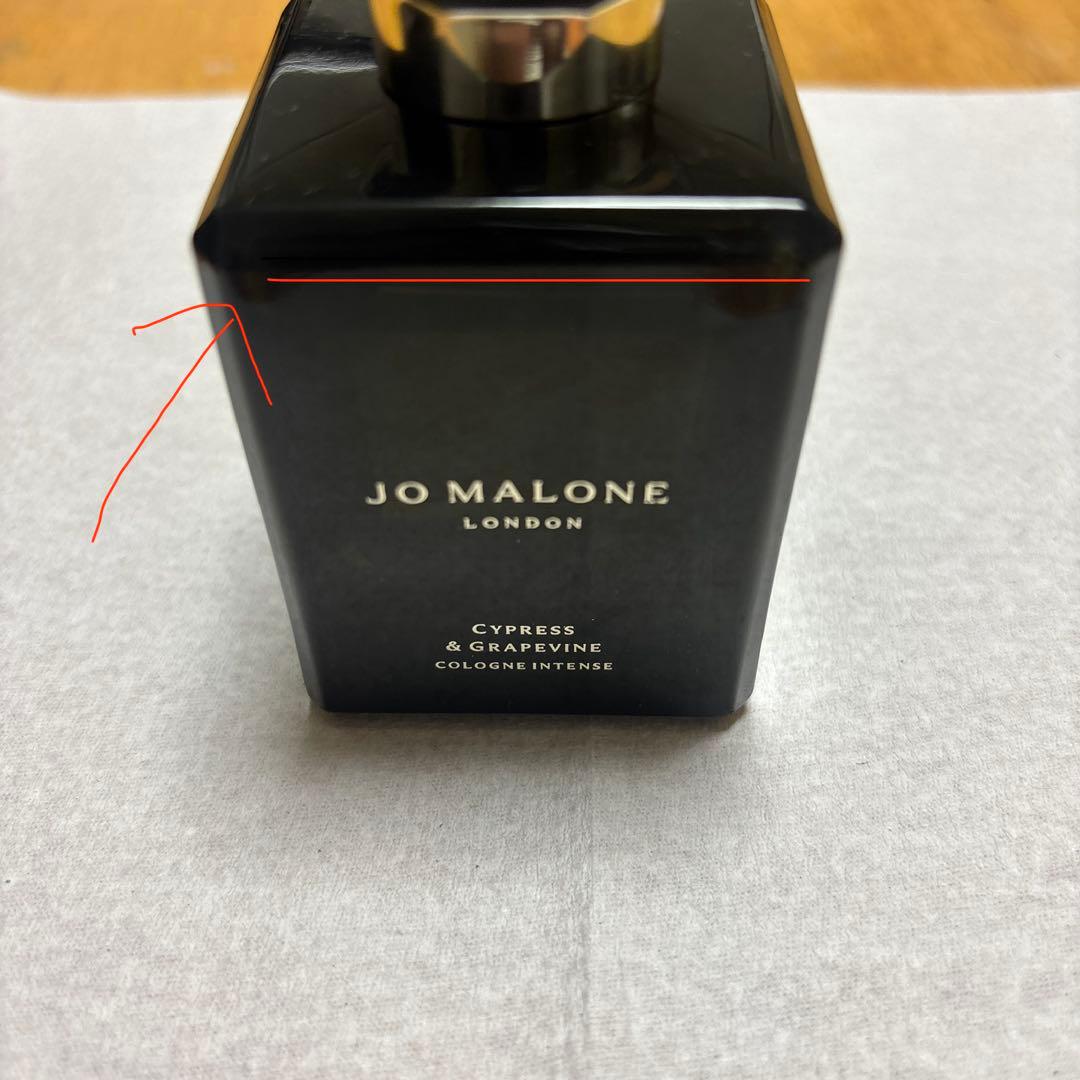 JO MALONE
LONDON
CYPRESS
& GRAPEVINE
COLOGNE INTENSE